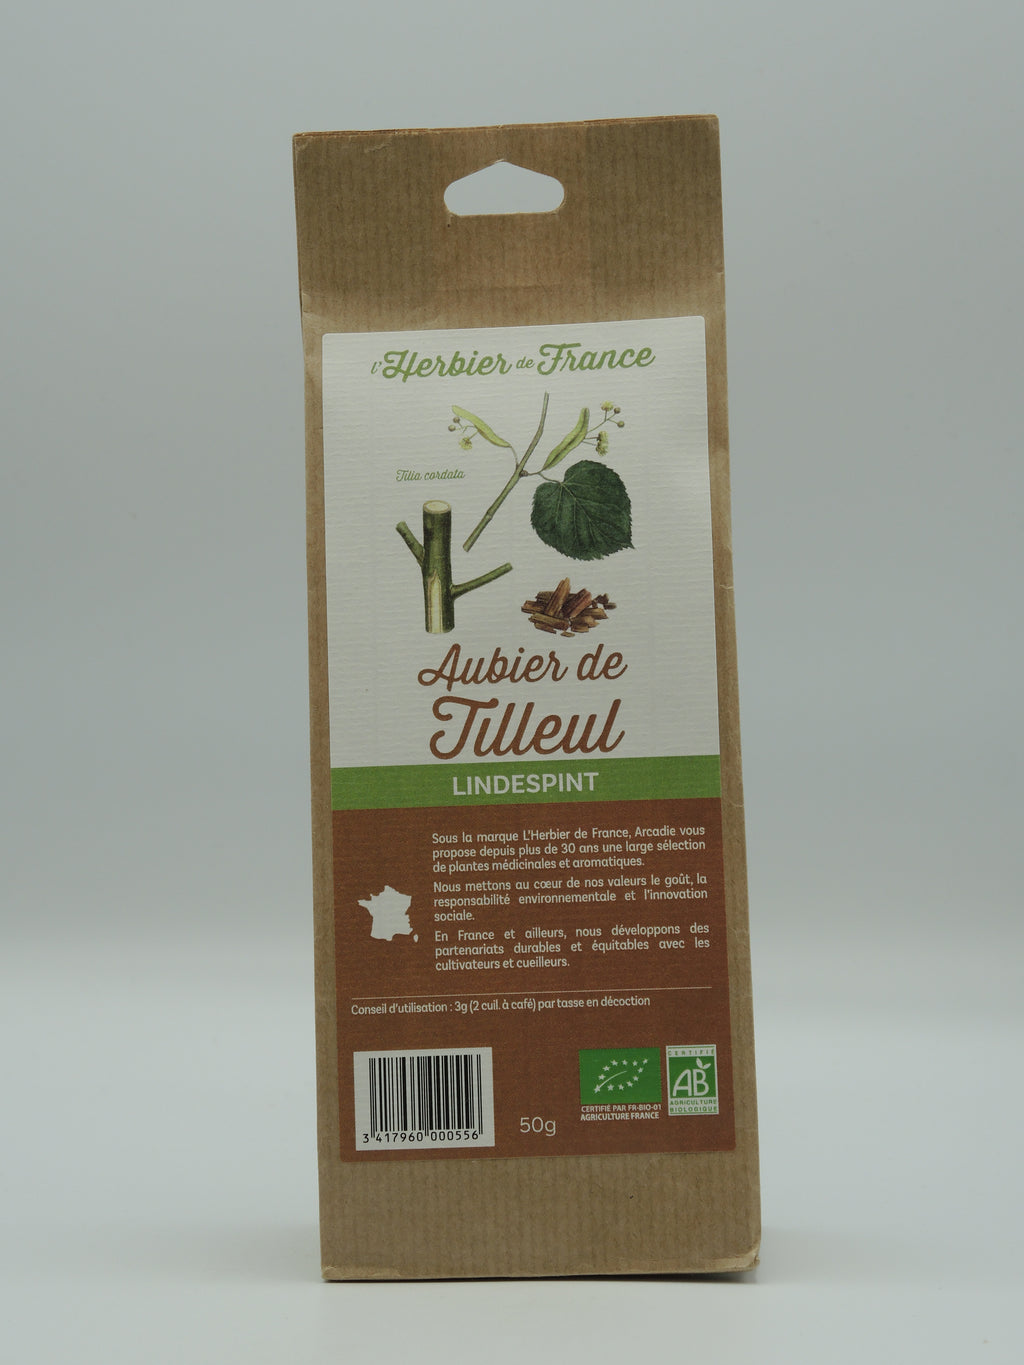 l'Herbier de France
Tilia cordata
Aubier de
Tilleul
LINDESPINT
Sous la marque L'Herbier de France, Arcadie vous
propose depuis plus de 30 ans une large sélection
de plantes médicinales et aromatiques.
Nous mettons au cœur de nos valeurs le goût, la
responsabilité environnementale et l'innovation
sociale.
En France et ailleurs, nous développons des
partenariats durables et équitables avec les
cultivateurs et cueilleurs.
Conseil d'utilisation : 3g (2 cuil. à café) par tasse en décoction
3 417960 000556
50g
CERTIFIÉ PAR FR-BIO-01
AGRICULTURE FRANCE
CERTIFIÉ
AB
AGRICULTURE
BIOLOGIQUE